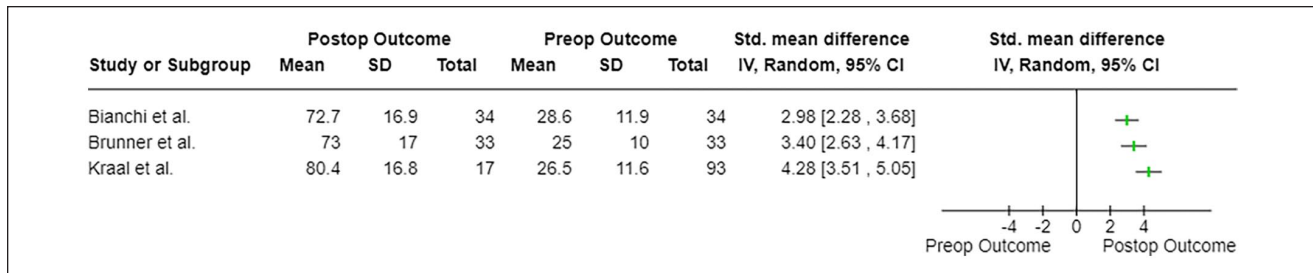 Postop Outcome Preop Outcome Std. mean difference Std. mean difference
Study or Subgroup Mean SD Total Mean SD Total IV, Random, 95% CI IV, Random, 95% CI
Bianchi et al. 72.7 16.9 34 28.6 11.9 34 2.98 [2.28 , 3.68]
Brunner et al. 73 17 33 25 10 33 3.40 [2.63 , 4.17]
Kraal et al. 80.4 16.8 17 26.5 11.6 93 4.28 [3.51 , 5.05]
-4 -2 0 2 4
Preop Outcome Postop Outcome